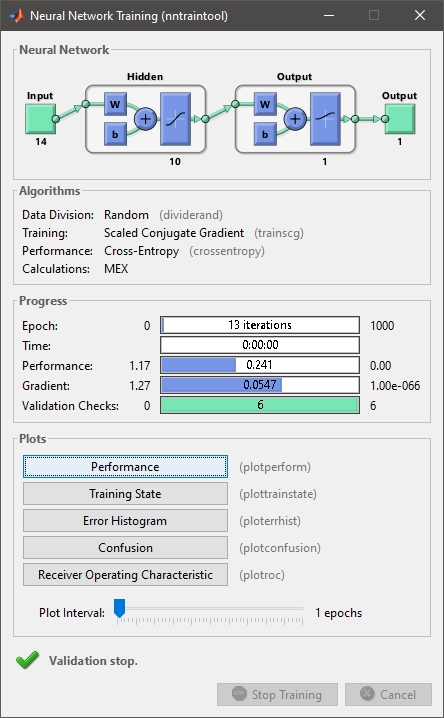 Neural Network Training (nntraintool)
Neural Network
Hidden
Output
Input
W
b
+
W
b
+
Output
14
10
1
1
Algorithms
Data Division: Random (dividerand)
Training: Scaled Conjugate Gradient (trainscg)
Performance: Cross-Entropy (crossentropy)
Calculations: MEX
Progress
Epoch: 0 13 iterations 1000
Time: 0:00:00
Performance: 1.17 0.241 0.00
Gradient: 1.27 0.0547 1.00e-066
Validation Checks: 0 6 6
Plots
Performance (plotperform)
Training State (plottrainstate)
Error Histogram (ploterrhist)
Confusion (plotconfusion)
Receiver Operating Characteristic (plotroc)
Plot Interval: 1 epochs
Validation stop.
Stop Training
Cancel